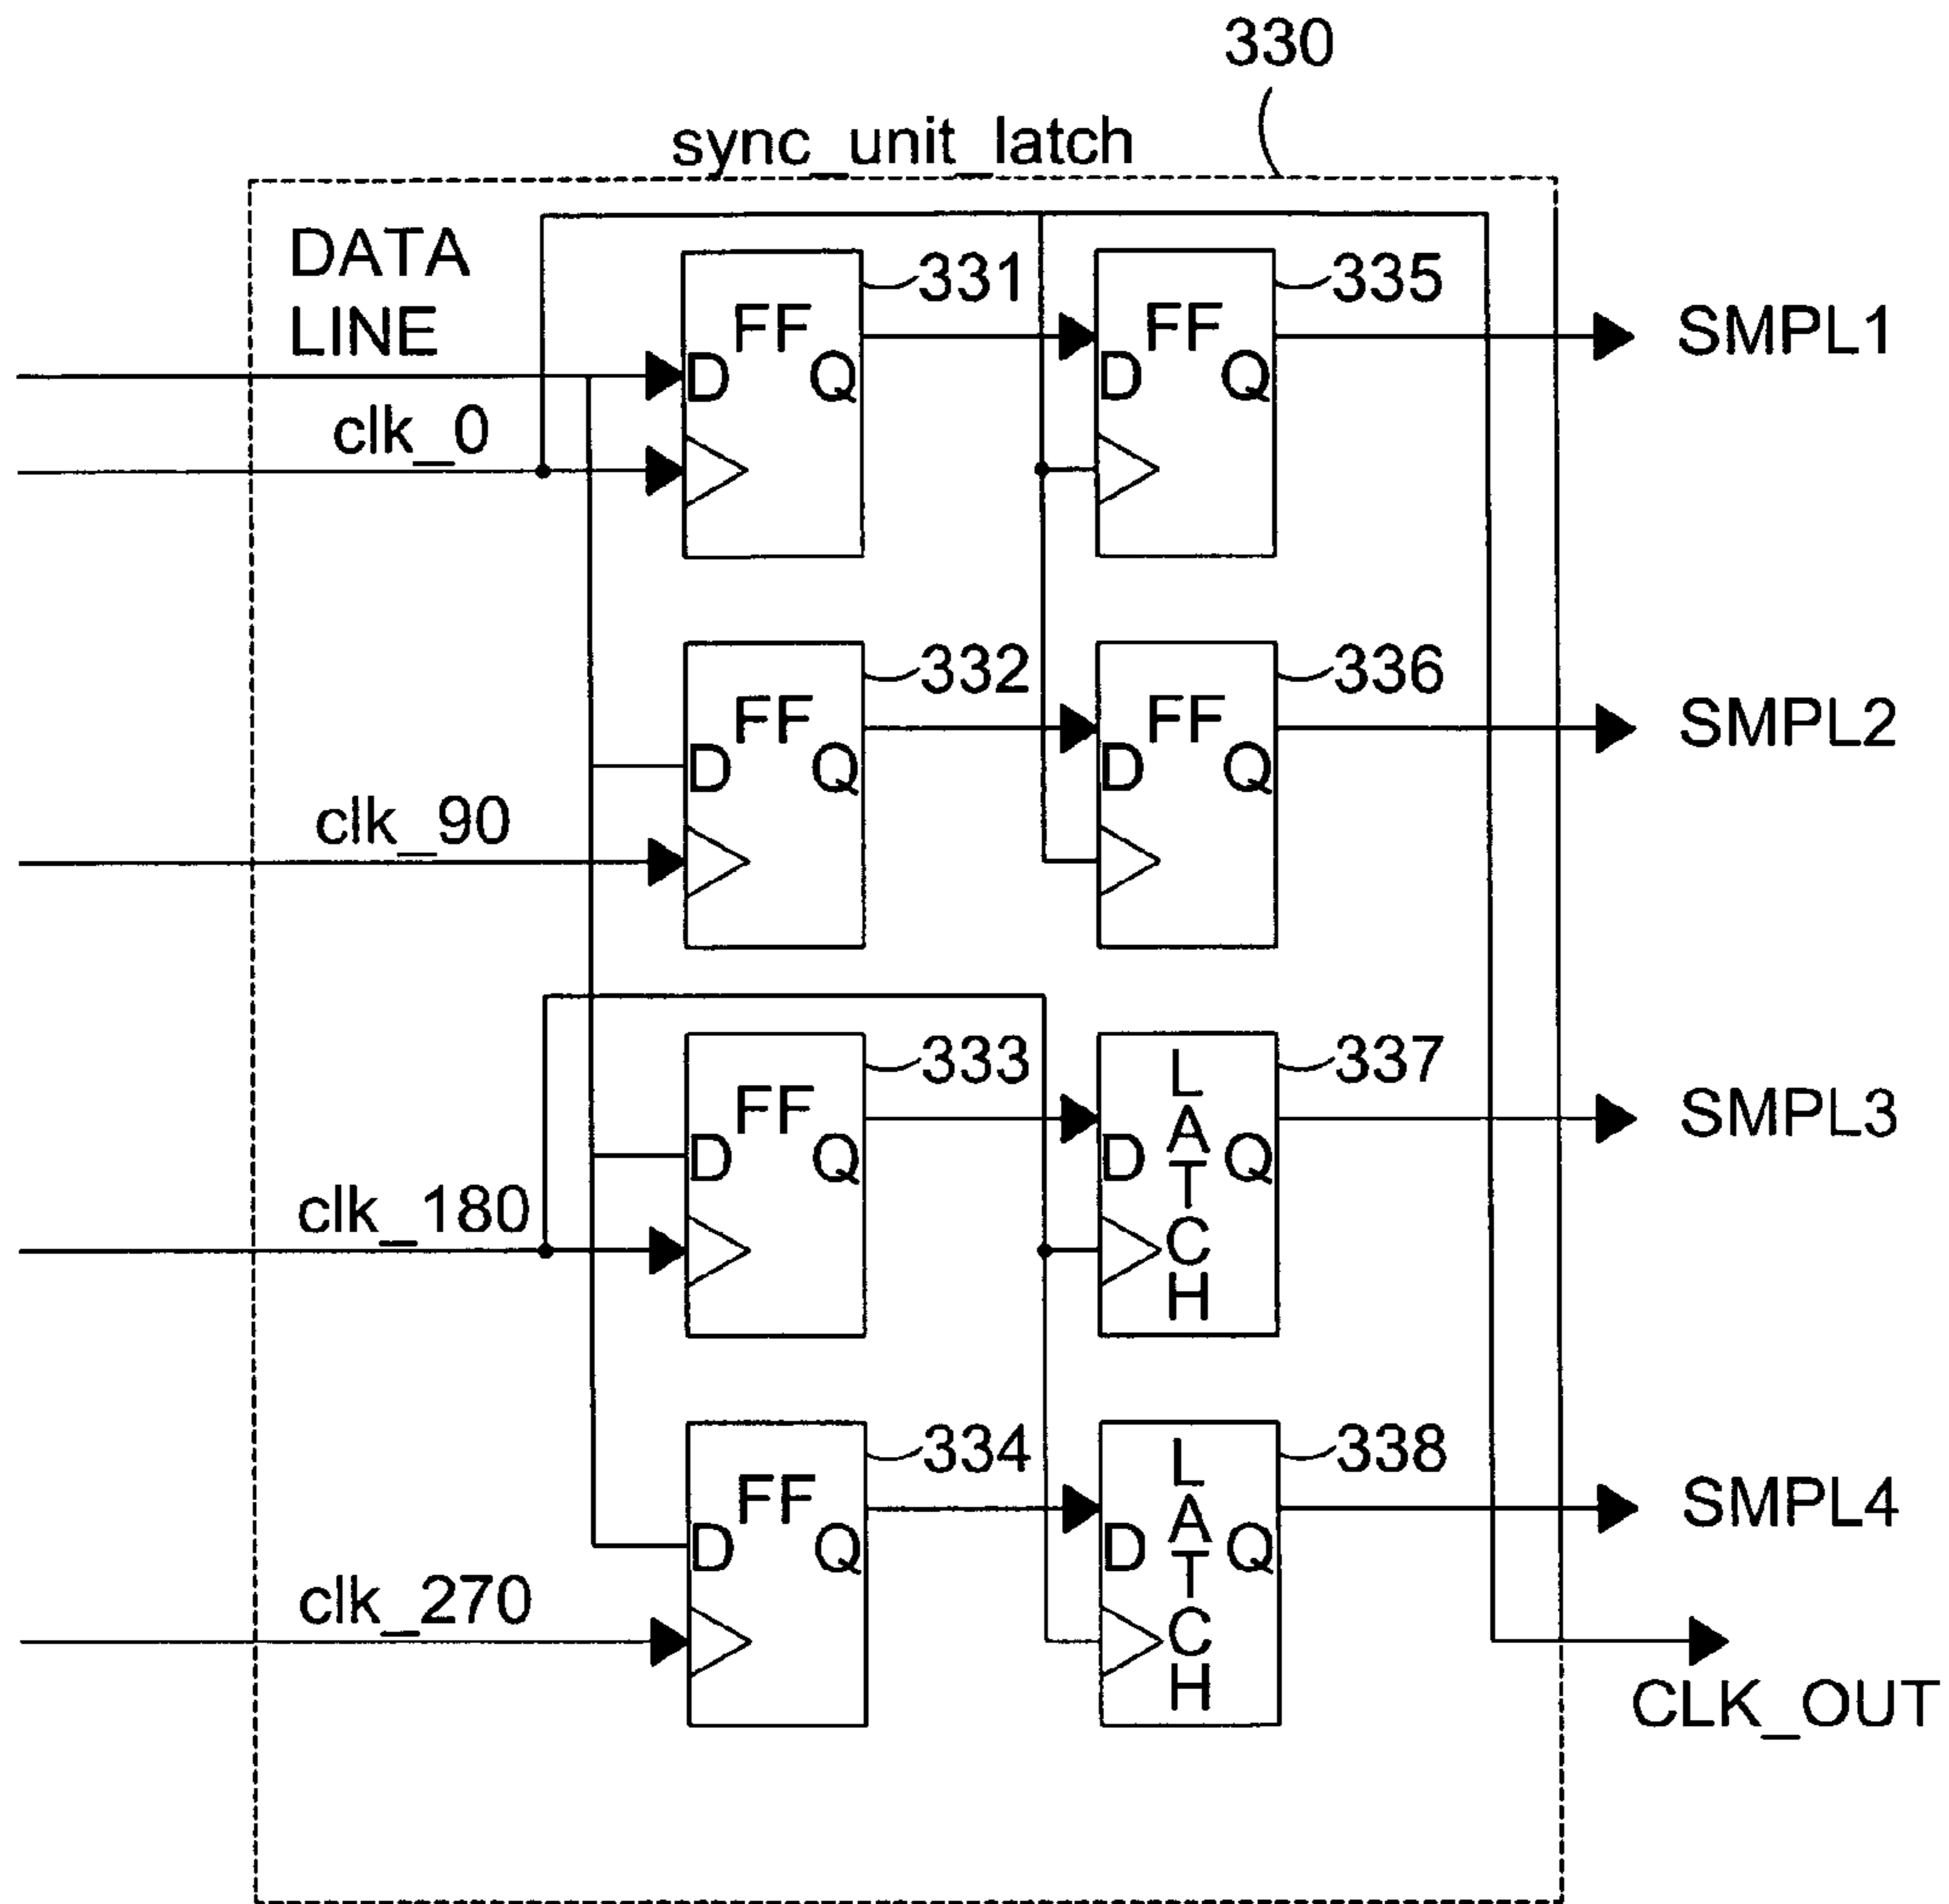 330
sync_unit_latch
DATA
LINE
331
335
FF
FF
SMPL1
D
Q
D
Q
clk_0
332
336
FF
FF
SMPL2
D
Q
D
Q
clk_90
333
337
FF
LATCH
SMPL3
D
Q
D
Q
clk_180
334
338
FF
LATCH
SMPL4
D
Q
D
Q
clk_270
CLK_OUT